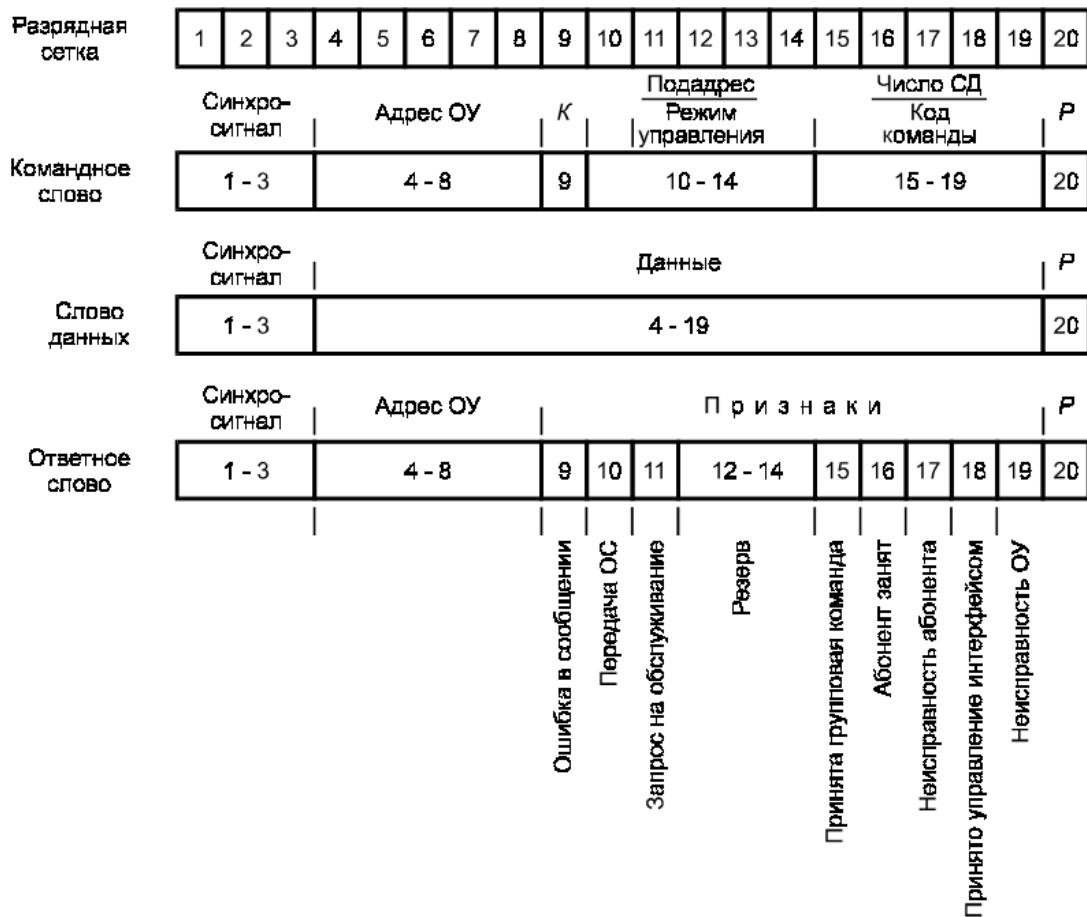 Разрядная
сетка
1 2 3 4 5 6 7 8 9 10 11 12 13 14 15 16 17 18 19 20
Синхро-
сигнал
Адрес ОУ
К
Подадрес
Режим
управления
Число СД
Код
команды
Р
Командное
слово
1 - 3 4 - 8 9 10 - 14 15 - 19 20
Синхро-
сигнал
Данные
Р
Слово
данных
1 - 3 4 - 19 20
Синхро-
сигнал
Адрес ОУ
Признаки
Р
Ответное
слово
1 - 3 4 - 8 9 10 11 12 - 14 15 16 17 18 19 20
Ошибка в сообщении
Передача ОС
Запрос на обслуживание
Резерв
Принята групповая команда
Абонент занят
Неисправность абонента
Принято управление интерфейсом
Неисправность ОУ